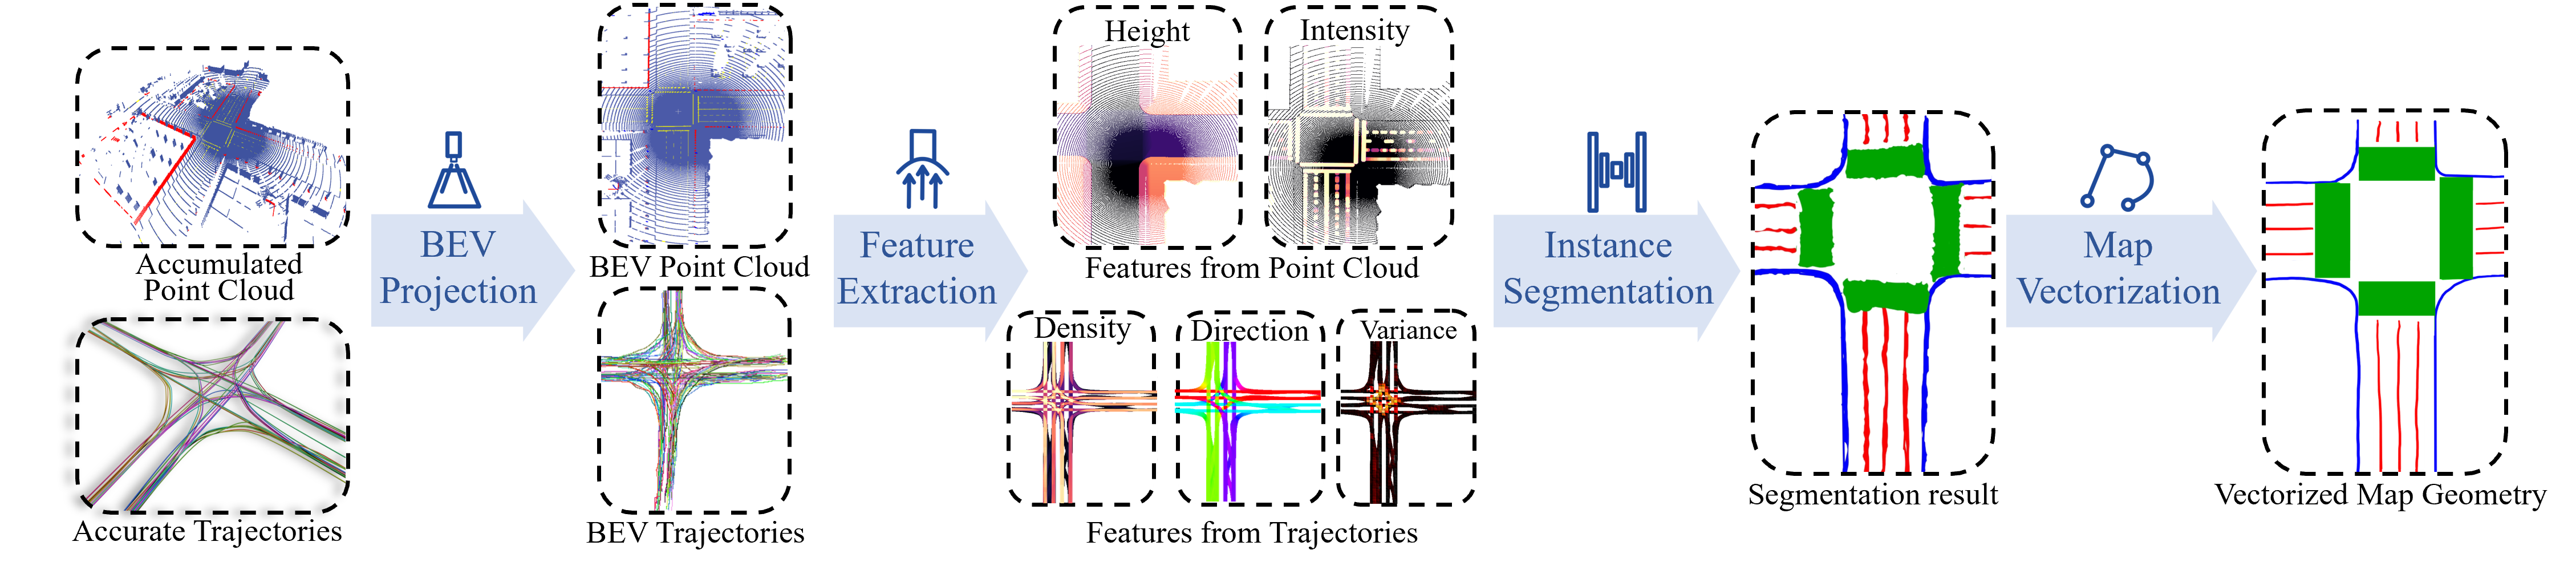 Accumulated
Point Cloud
Accurate Trajectories
BEV
Projection
BEV Point Cloud
BEV Trajectories
Feature
Extraction
Height
Intensity
Features from Point Cloud
Density
Direction
Variance
Features from Trajectories
Instance
Segmentation
Segmentation result
Map
Vectorization
Vectorized Map Geometry